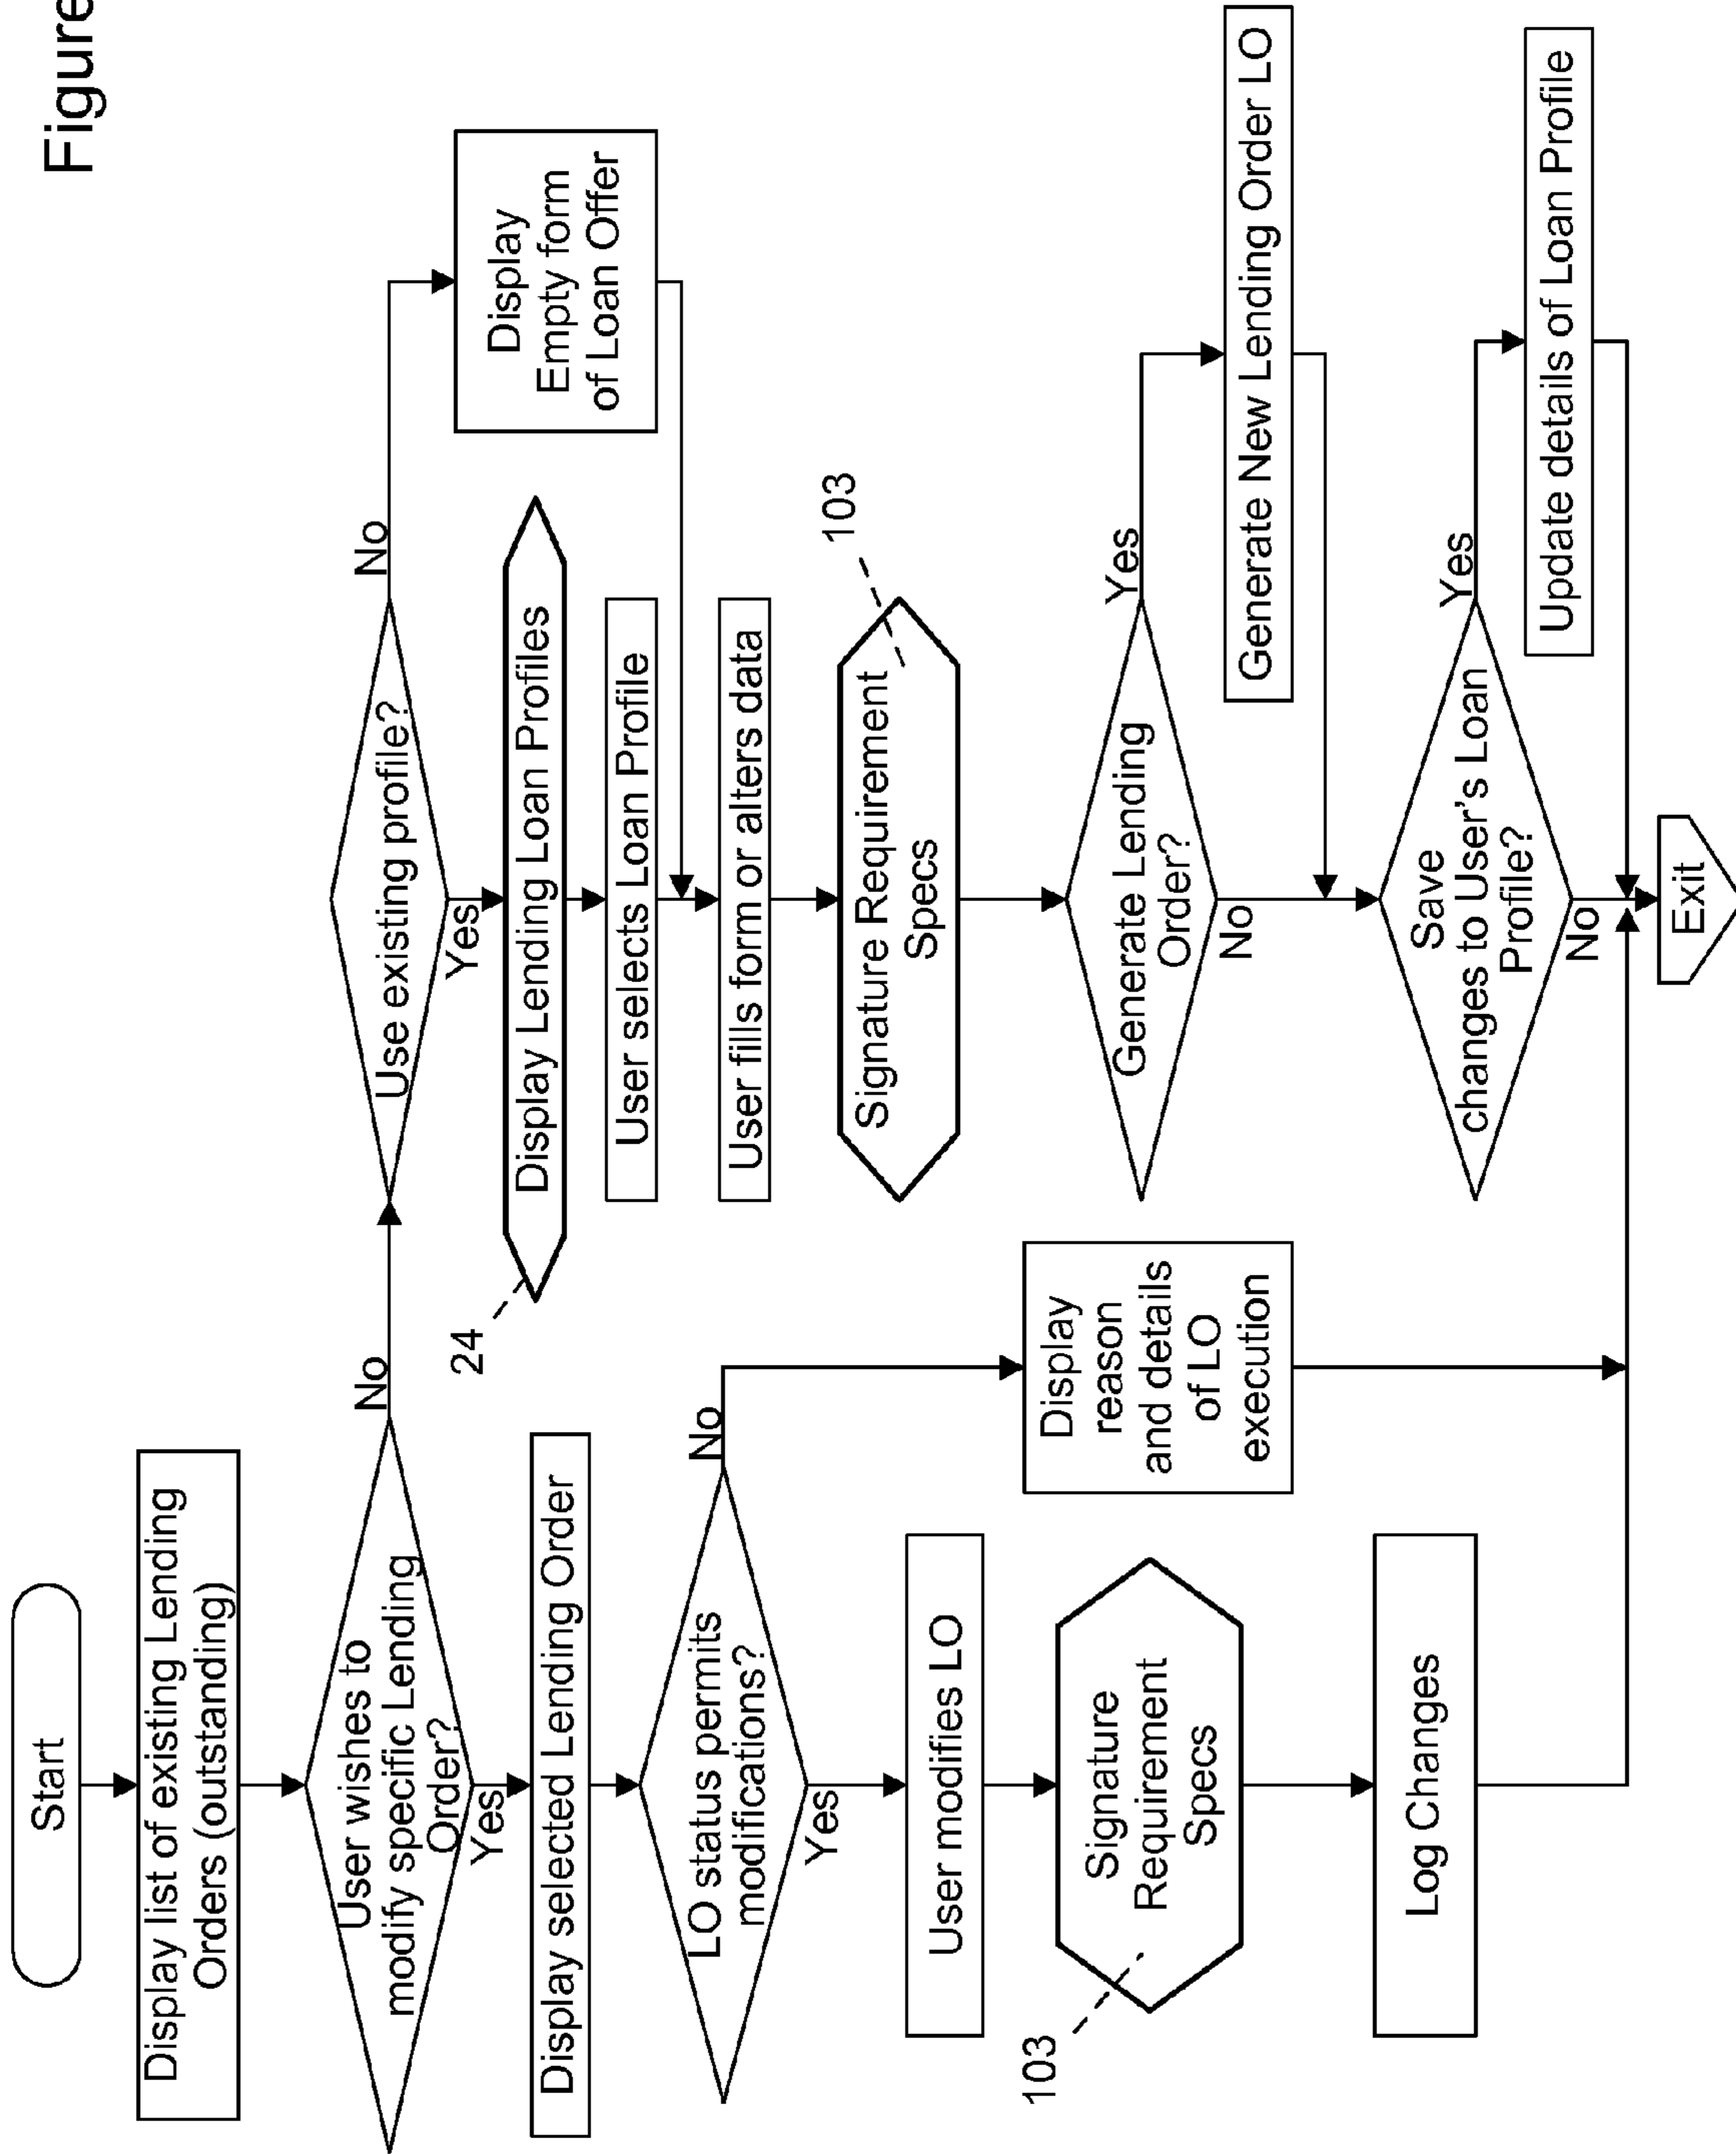 Figure
Start
Display list of existing Lending
Orders (outstanding)
User wishes to
modify specific Lending
Order?
No
Yes
Display selected Lending Order
LO status permits
modifications?
No
Yes
User modifies LO
Display
reason
and details
of LO
execution
103
Signature
Requirement
Specs
Log Changes
Use existing profile?
No
Yes
24
Display Lending Loan Profiles
Display
Empty form
of Loan Offer
User selects Loan Profile
User fills form or alters data
103
Signature Requirement
Specs
Generate Lending
Order?
Yes
No
Generate New Lending Order LO
Save
changes to User's Loan
Profile?
Yes
No
Update details of Loan Profile
Exit